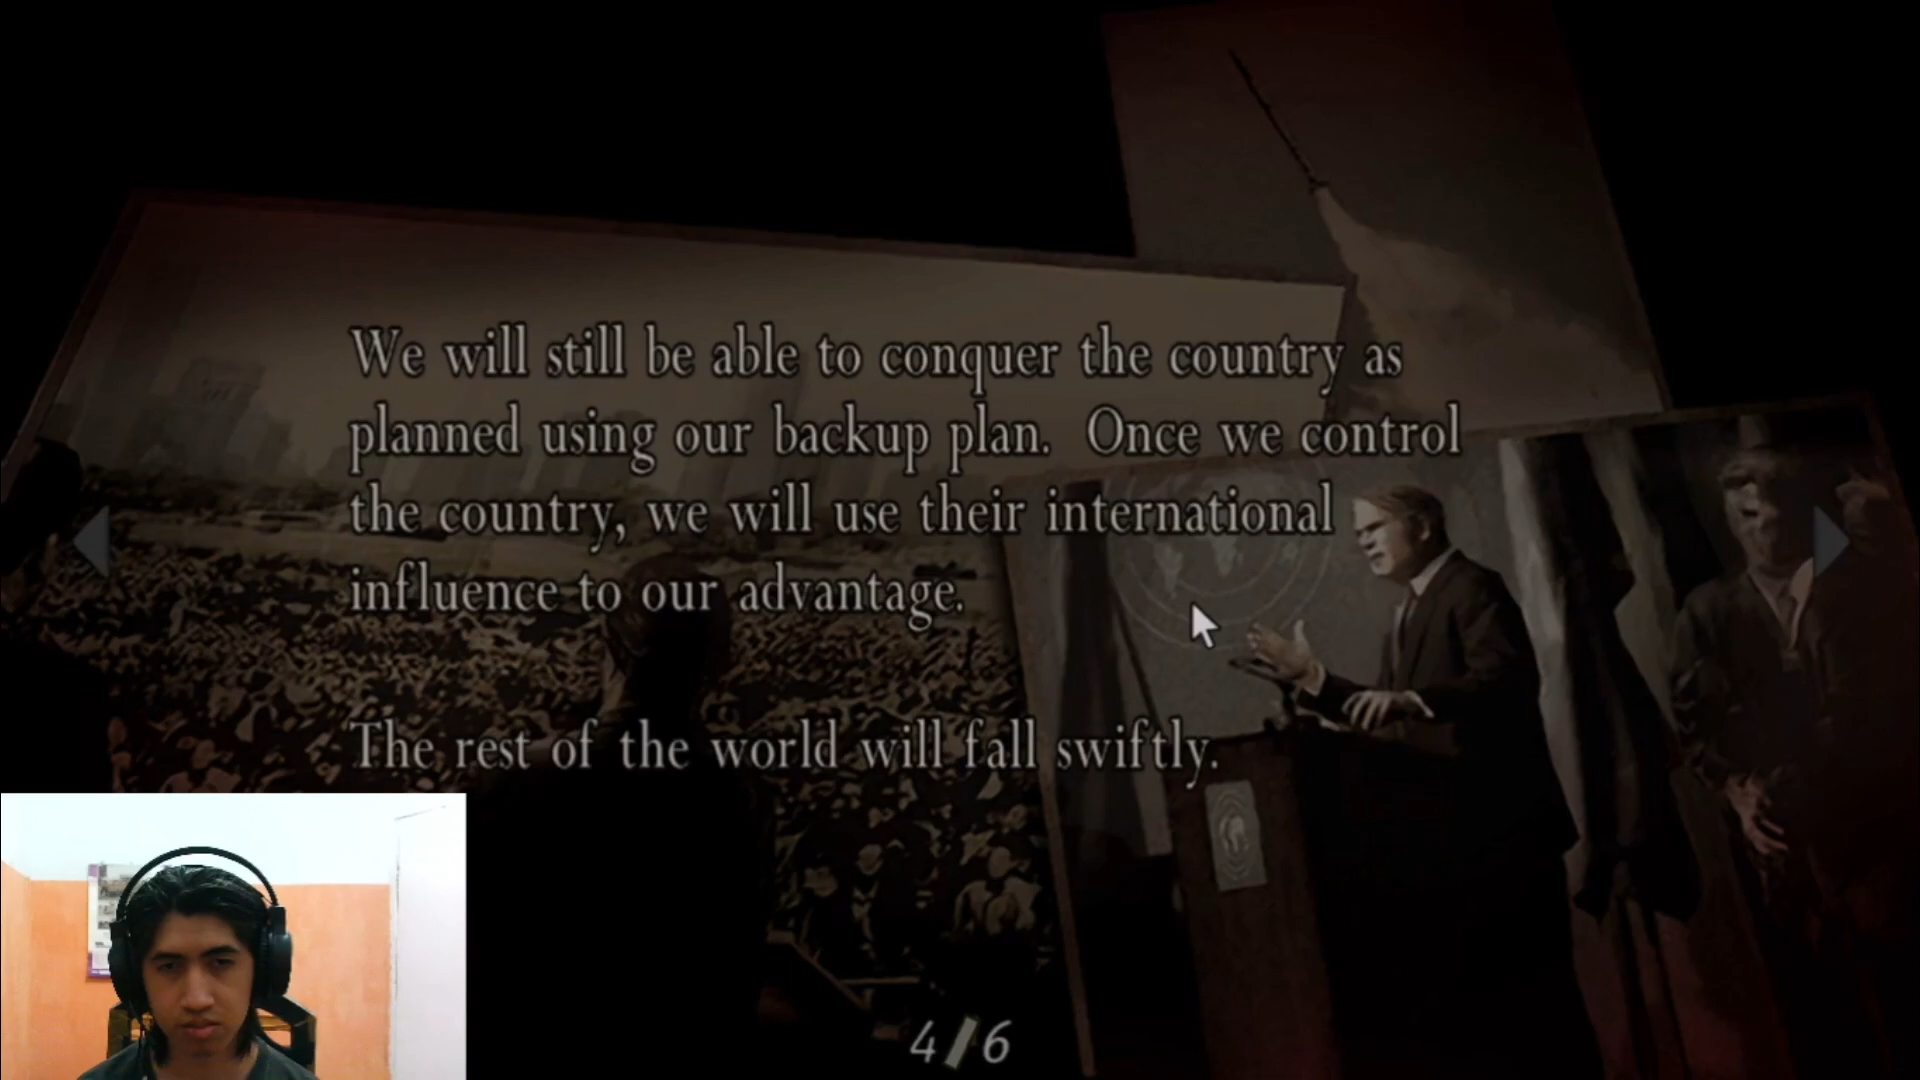 We will still be able to conquer the country as
planned using our backup plan. Once we control
the country, we will use their international
influence to our advantage.
The rest of the world will fall swiftly.
4/6